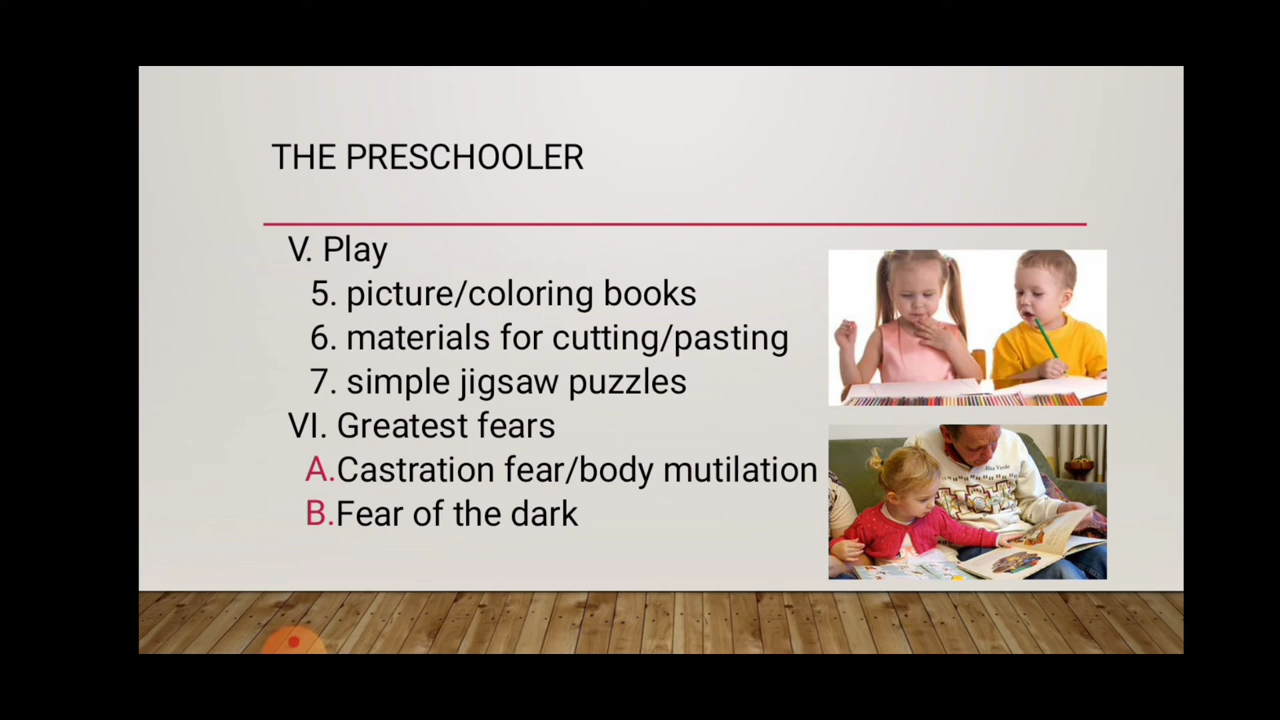 THE PRESCHOOLER
V. Play
5. picture/coloring books
6. materials for cutting/pasting
7. simple jigsaw puzzles
VI. Greatest fears
A.Castration fear/body mutilation
B.Fear of the dark